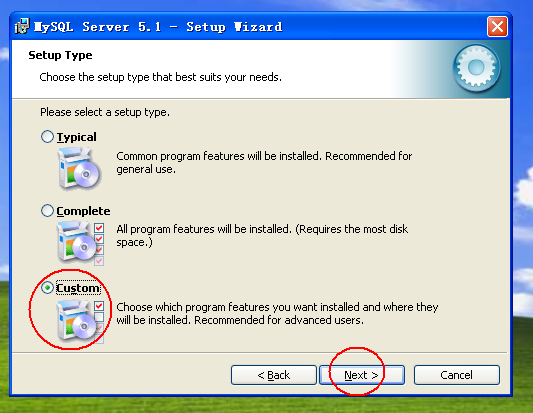 MySQL Server 5.1 - Setup Wizard
Setup Type
Choose the setup type that best suits your needs.
Please select a setup type.
Typical
Common program features will be installed. Recommended for
general use.
Complete
All program features will be installed. (Requires the most disk
space.)
Custom
Choose which program features you want installed and where they
will be installed. Recommended for advanced users.
< Back
Next >
Cancel